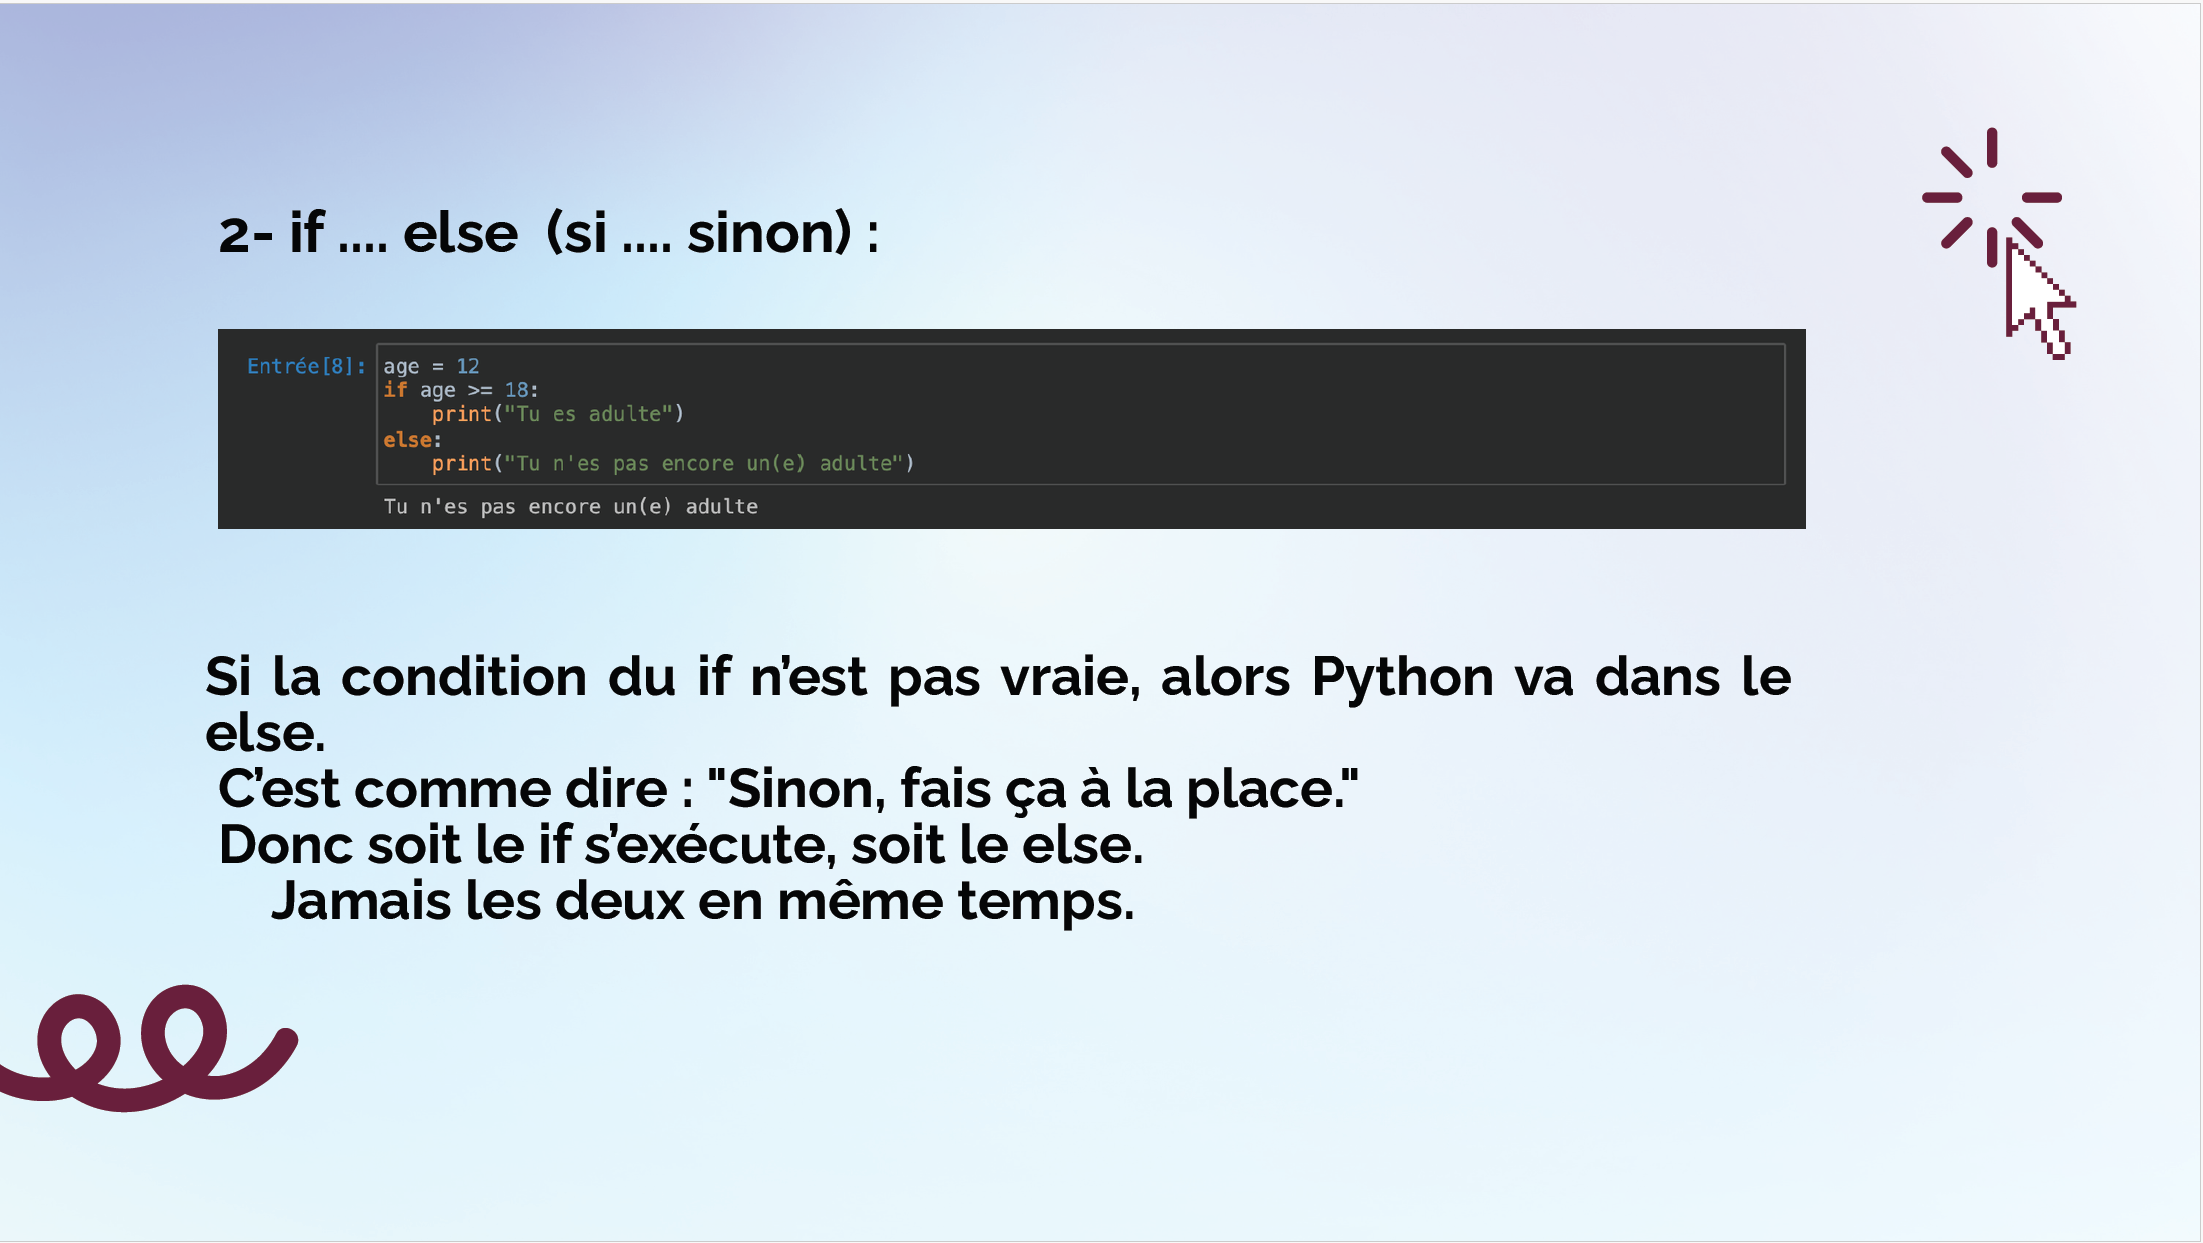 2- if .... else  (si .... sinon) :
Entrée[8]: age = 12
if age >= 18:
    print("Tu es adulte")
else:
    print("Tu n'es pas encore un(e) adulte")
Tu n'es pas encore un(e) adulte
Si la condition du if n’est pas vraie, alors Python va dans le
else.
C’est comme dire : "Sinon, fais ça à la place."
Donc soit le if s’exécute, soit le else.
Jamais les deux en même temps.